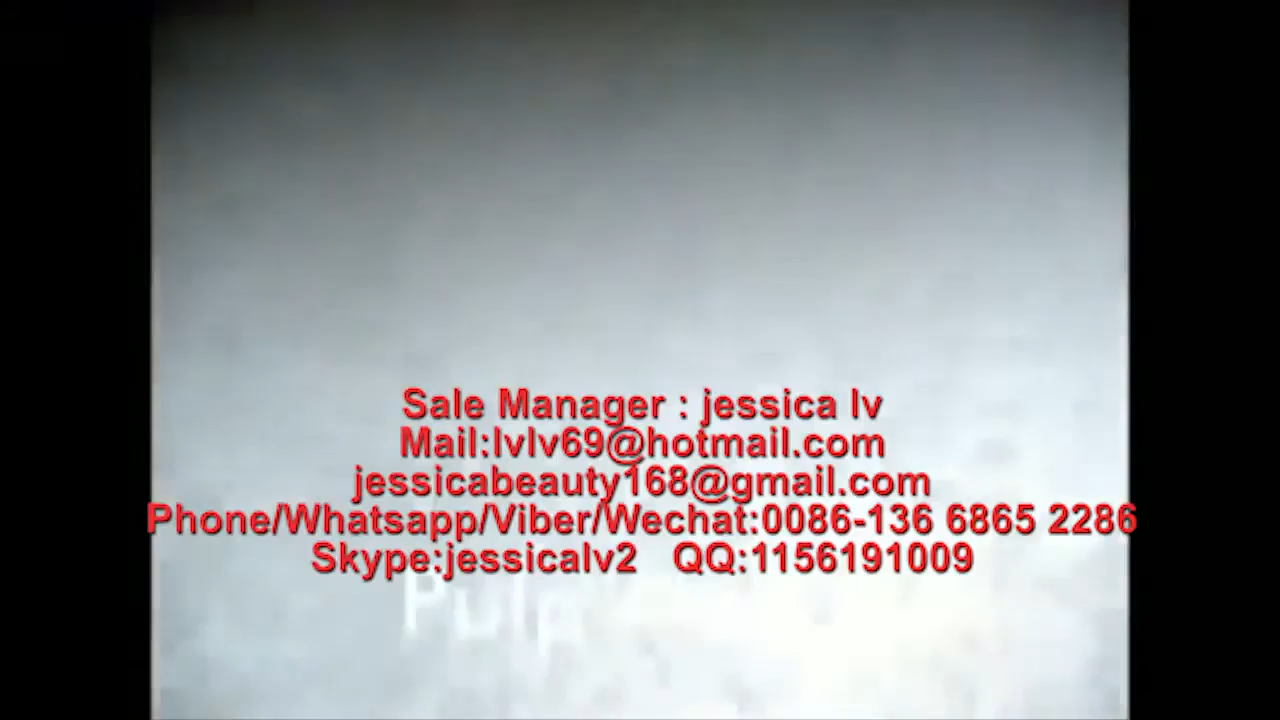 Sale Manager : jessica lv
Mail:lvlv69@hotmail.com
jessicabeauty168@gmail.com
Phone/Whatsapp/Viber/Wechat:0086-136 6865 2286
Skype:jessicalv2 QQ:1156191009
Pulp